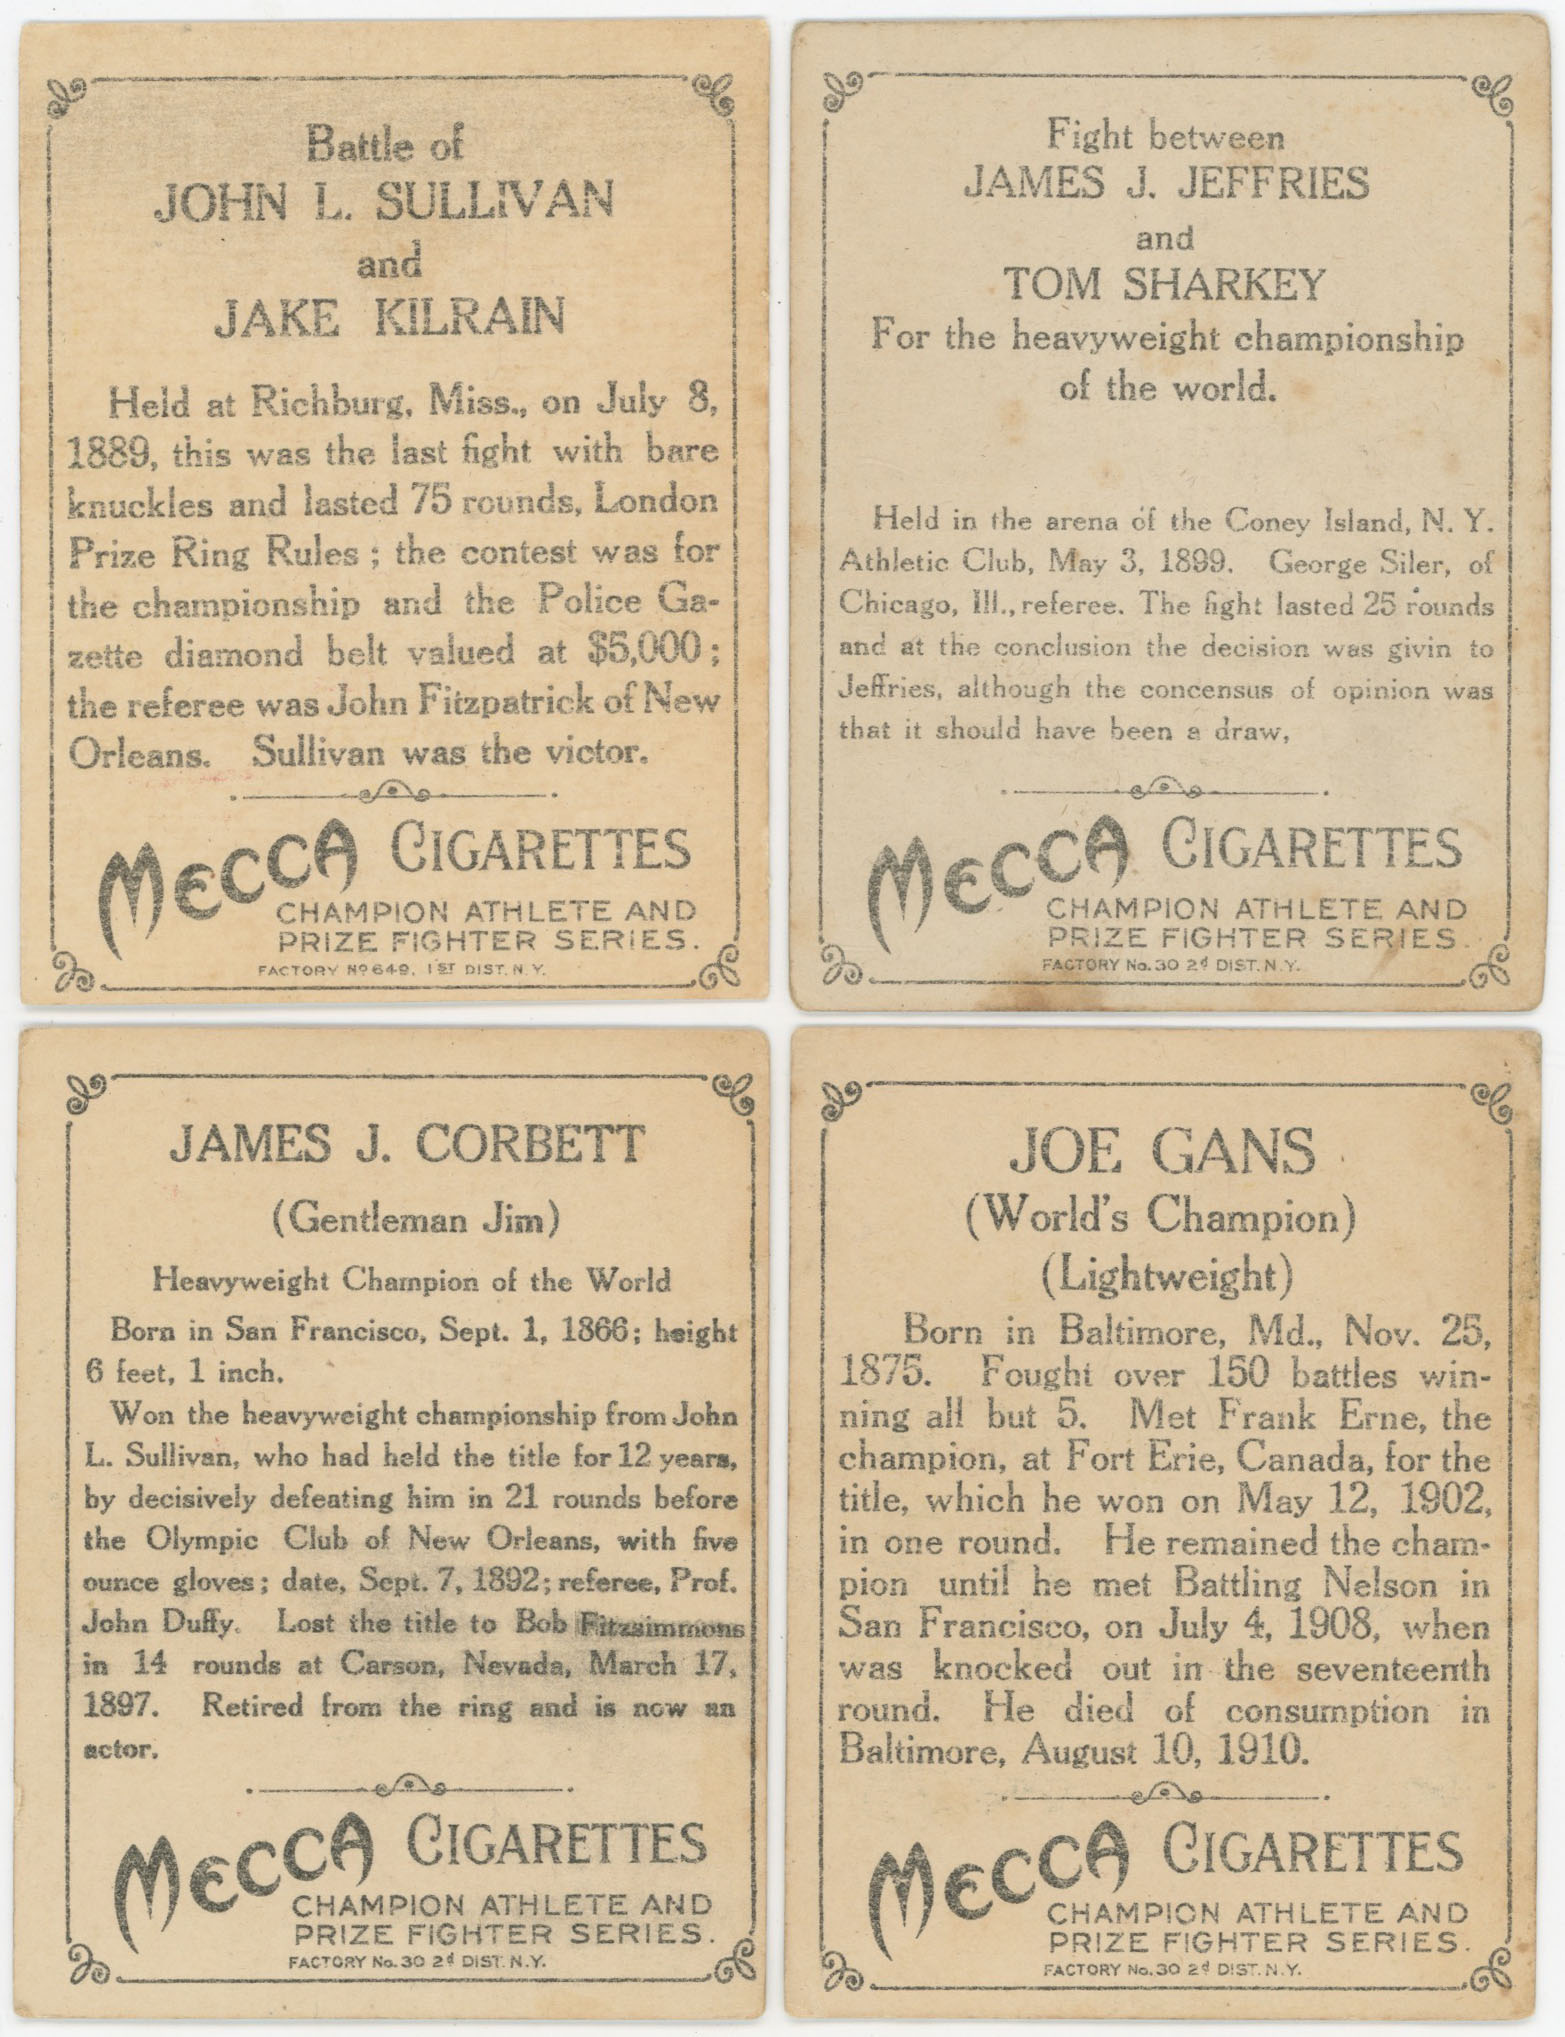 Battle of
JOHN L. SULLIVAN
and
JAKE KILRAIN
Held at Richburg, Miss., on July 8,
1889, this was the last fight with bare
knuckles and lasted 75 rounds, London
Prize Ring Rules ; the contest was for
the championship and the Police Ga-
zette diamond belt valued at $5,000 ;
the referee was John Fitzpatrick of New
Orleans. Sullivan was the victor.
MECCA CIGARETTES
CHAMPION ATHLETE AND
PRIZE FIGHTER SERIES.
FACTORY Nº 649, 1ST DIST. N.Y.
Fight between
JAMES J. JEFFRIES
and
TOM SHARKEY
For the heavyweight championship
of the world.
Held in the arena of the Coney Island, N. Y.
Athletic Club, May 3, 1899. George Siler, of
Chicago, Ill., referee. The fight lasted 25 rounds
and at the conclusion the decision was givin to
Jeffries, although the concensus of opinion was
that it should have been a draw,
MECCA CIGARETTES
CHAMPION ATHLETE AND
PRIZE FIGHTER SERIES.
FACTORY No. 30 2d DIST. N.Y.
JAMES J. CORBETT
(Gentleman Jim)
Heavyweight Champion of the World
Born in San Francisco, Sept. 1, 1866; height
6 feet, 1 inch.
Won the heavyweight championship from John
L. Sullivan, who had held the title for 12 years,
by decisively defeating him in 21 rounds before
the Olympic Club of New Orleans, with five
ounce gloves; date, Sept. 7, 1892; referee, Prof.
John Duffy. Lost the title to Bob Fitzsimmons
in 14 rounds at Carson, Nevada, March 17,
1897. Retired from the ring and is now an
actor.
MECCA CIGARETTES
CHAMPION ATHLETE AND
PRIZE FIGHTER SERIES.
FACTORY No. 30 2d DIST. N.Y.
JOE GANS
(World's Champion)
(Lightweight)
Born in Baltimore, Md., Nov. 25,
1875. Fought over 150 battles win-
ning all but 5. Met Frank Erne, the
champion, at Fort Erie, Canada, for the
title, which he won on May 12, 1902,
in one round. He remained the cham-
pion until he met Battling Nelson in
San Francisco, on July 4, 1908, when
was knocked out in the seventeenth
round. He died of consumption in
Baltimore, August 10, 1910.
MECCA CIGARETTES
CHAMPION ATHLETE AND
PRIZE FIGHTER SERIES.
FACTORY No. 30 2d DIST. N.Y.